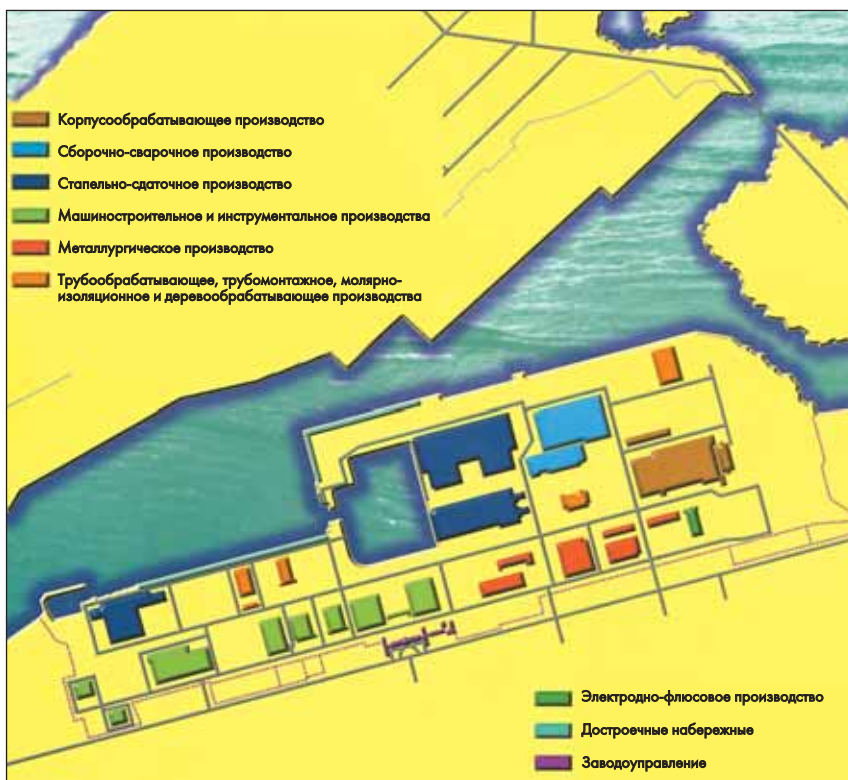 Корпусообрабатывающее производство
Сборочно-сварочное производство
Стапельно-сдаточное производство
Машиностроительное и инструментальное производства
Металлургическое производство
Трубообрабатывающее, трубомонтажное, молярно-
изоляционное и деревообрабатывающее производства
Электродно-флюсовое производство
Достроечные набережные
Заводоуправление